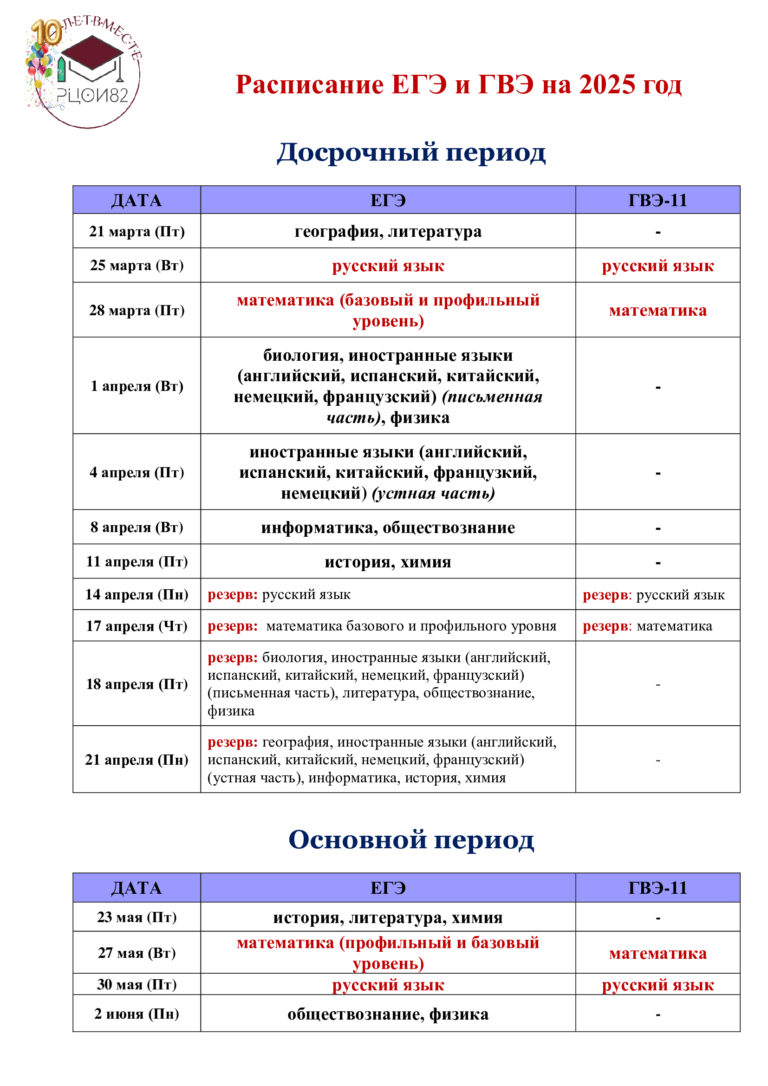 10 ЛЕТ ВМЕСТЕ
РЦОИ82
Расписание ЕГЭ и ГВЭ на 2025 год
Досрочный период
ДАТА ЕГЭ ГВЭ-11
21 марта (Пт) география, литература -
25 марта (Вт) русский язык русский язык
28 марта (Пт) математика (базовый и профильный
уровень) математика
1 апреля (Вт) биология, иностранные языки
(английский, испанский, китайский,
немецкий, французский) (письменная
часть), физика -
4 апреля (Пт) иностранные языки (английский,
испанский, китайский, французкий,
немецкий) (устная часть) -
8 апреля (Вт) информатика, обществознание -
11 апреля (Пт) история, химия -
14 апреля (Пн) резерв: русский язык резерв: русский язык
17 апреля (Чт) резерв: математика базового и профильного уровня резерв: математика
18 апреля (Пт) резерв: биология, иностранные языки (английский,
испанский, китайский, немецкий, французский)
(письменная часть), литература, обществознание,
физика -
21 апреля (Пн) резерв: география, иностранные языки (английский,
испанский, китайский, немецкий, французский)
(устная часть), информатика, история, химия -
Основной период
ДАТА ЕГЭ ГВЭ-11
23 мая (Пт) история, литература, химия -
27 мая (Вт) математика (профильный и базовый
уровень) математика
30 мая (Пт) русский язык русский язык
2 июня (Пн) обществознание, физика -